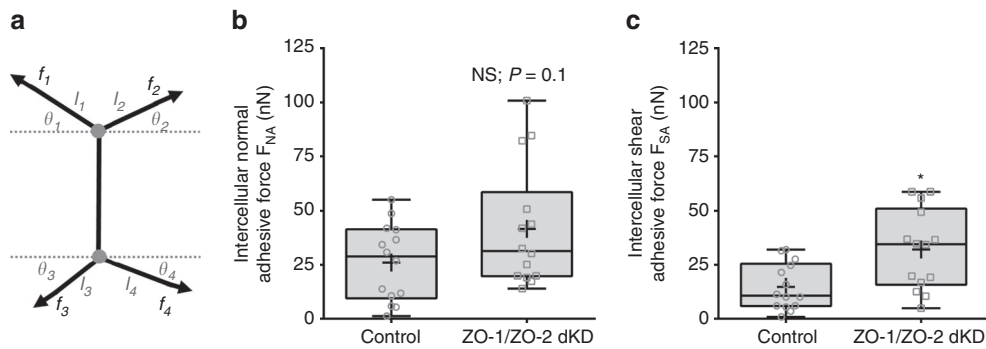 a
f1
l1
l2
f2
θ1
θ2
θ3
l3
l4
θ4
f3
f4
b
Intercellular normal
adhesive force FNA (nN)
125
100
75
50
25
0
NS; P = 0.1
Control
ZO-1/ZO-2 dKD
c
Intercellular shear
adhesive force FSA (nN)
125
100
75
50
25
0
*
Control
ZO-1/ZO-2 dKD